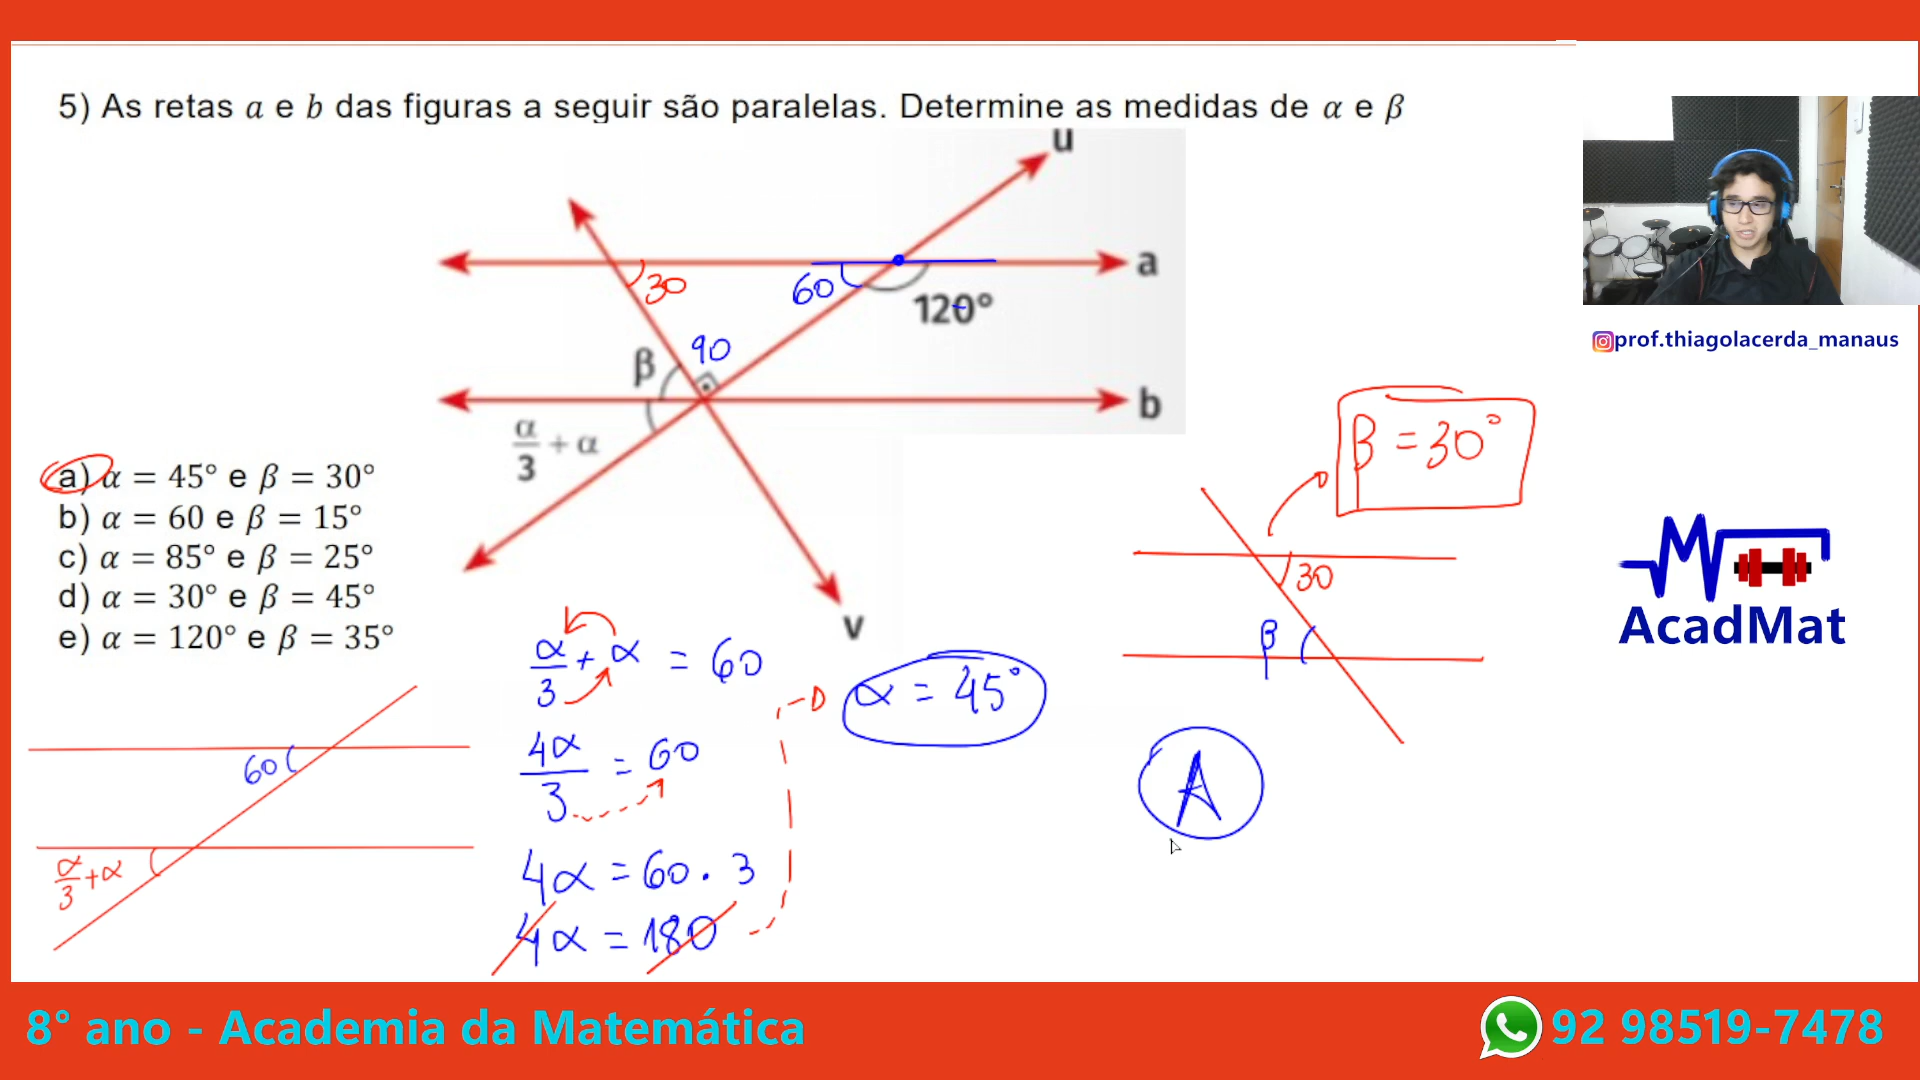 5) As retas a e b das figuras a seguir são paralelas. Determine as medidas de α e β
u
a
30
60
120°
90
β
b
α/3 + α
v
a) α = 45° e β = 30°
b) α = 60 e β = 15°
c) α = 85° e β = 25°
d) α = 30° e β = 45°
e) α = 120° e β = 35°
60
α/3 + α
α/3 + α = 60
4α/3 = 60
4α = 60 . 3
4α = 180
α = 45°
β = 30°
30
β
A
prof.thiagolacerda_manaus
M
AcadMat
8° ano - Academia da Matemática
92 98519-7478